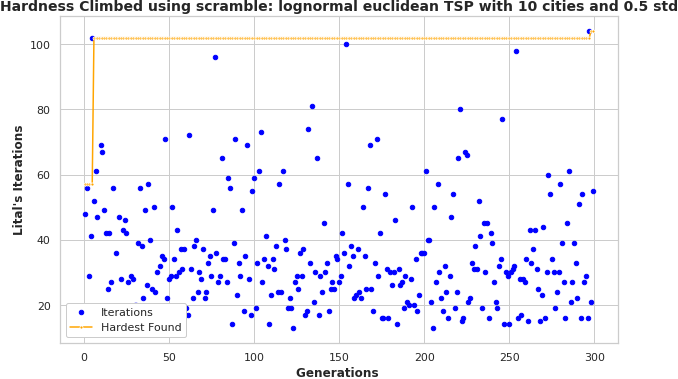 Hardness Climbed using scramble: lognormal euclidean TSP with 10 cities and 0.5 std
Lital's Iterations
100
80
60
40
20
Iterations
Hardest Found
0
50
100
150
200
250
300
Generations